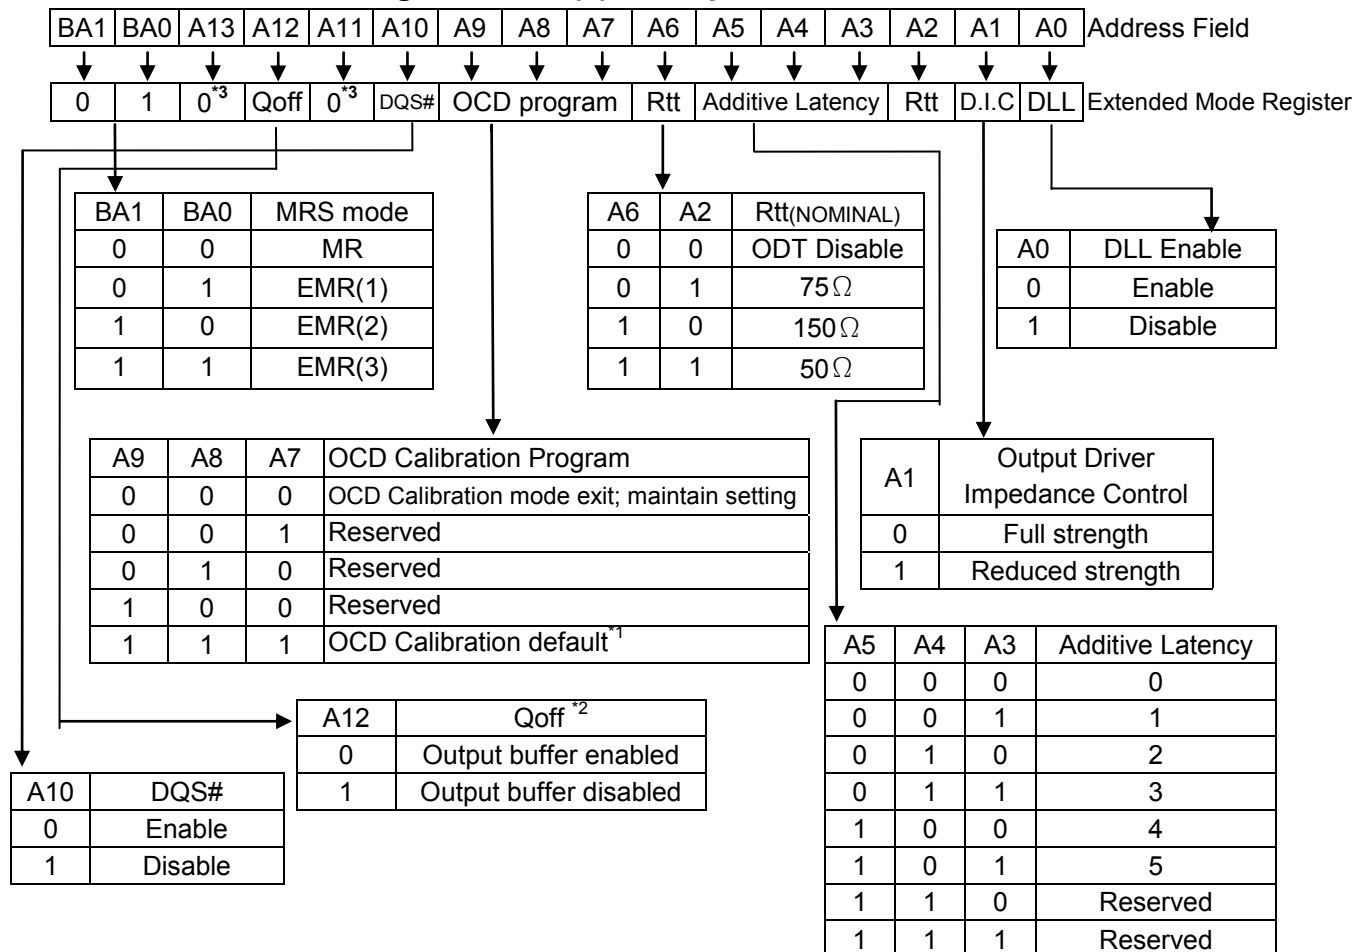 BA1 BA0 A13 A12 A11 A10 A9 A8 A7 A6 A5 A4 A3 A2 A1 A0 Address Field
0 1 0*3 Qoff 0*3 DQS# OCD program Rtt Additive Latency Rtt D.I.C DLL Extended Mode Register
BA1 BA0 MRS mode
0 0 MR
0 1 EMR(1)
1 0 EMR(2)
1 1 EMR(3)
A6 A2 Rtt(NOMINAL)
0 0 ODT Disable
0 1 75Ω
1 0 150Ω
1 1 50Ω
A0 DLL Enable
0 Enable
1 Disable
A9 A8 A7 OCD Calibration Program
0 0 0 OCD Calibration mode exit; maintain setting
0 0 1 Reserved
0 1 0 Reserved
1 0 0 Reserved
1 1 1 OCD Calibration default*1
A1 Output Driver
Impedance Control
0 Full strength
1 Reduced strength
A5 A4 A3 Additive Latency
0 0 0 0
0 0 1 1
0 1 0 2
0 1 1 3
1 0 0 4
1 0 1 5
1 1 0 Reserved
1 1 1 Reserved
A12 Qoff *2
0 Output buffer enabled
1 Output buffer disabled
A10 DQS#
0 Enable
1 Disable